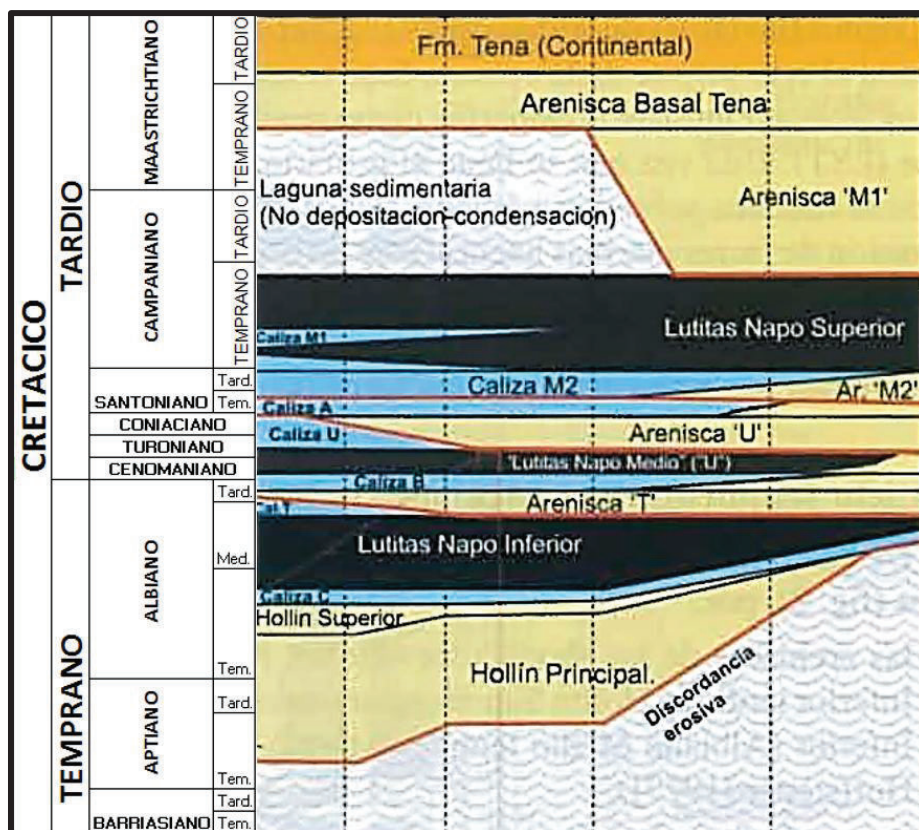 CRETACICO
TARDIO
TEMPRANO
MAASTRICHTIANO
TARDIO
TEMPRANO
CAMPANIANO
TARDIO
TEMPRANO
SANTONIANO
Tard.
Tem.
CONIACIANO
TURONIANO
CENOMANIANO
ALBIANO
Tard.
Med.
Tem.
APTIANO
Tard.
Tem.
BARRIASIANO
Tard.
Tem.
Fm. Tena (Continental)
Arenisca Basal Tena
Laguna sedimentaria
(No depositacion-condensacion)
Arenisca 'M1'
Lutitas Napo Superior
Caliza M1
Caliza M2
Ar. 'M2'
Caliza A
Caliza U
Arenisca 'U'
"Lutitas Napo Medio" ("U")
Caliza B
Arenisca 'T'
Cal T
Lutitas Napo Inferior
Caliza C
Hollin Superior
Hollín Principal.
Discordancia
erosiva